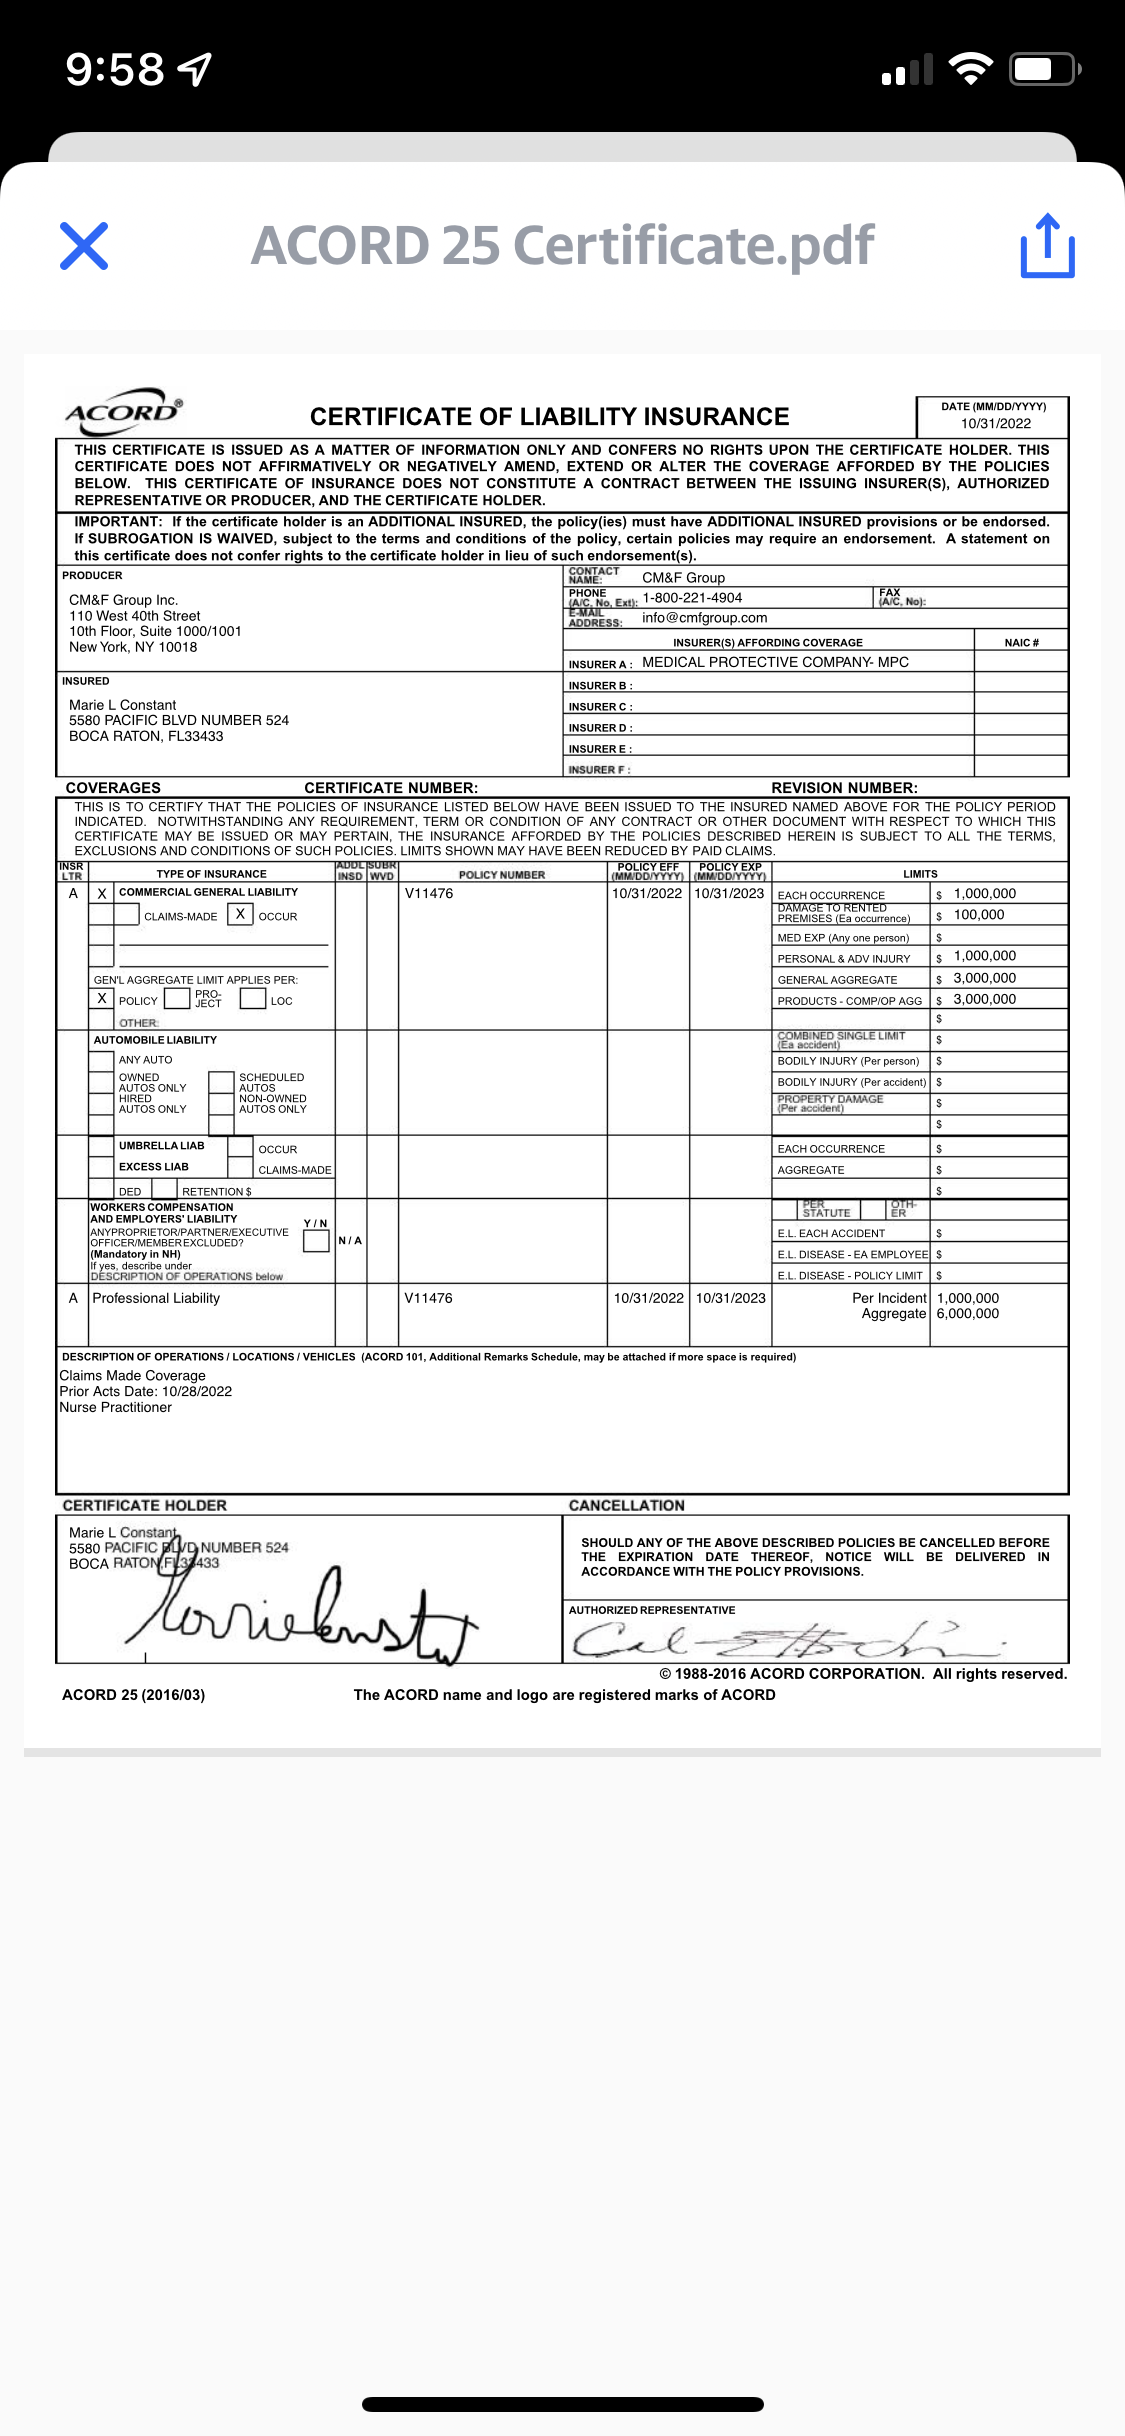 9:58
ACORD 25 Certificate.pdf
ACORD®
CERTIFICATE OF LIABILITY INSURANCE
DATE (MM/DD/YYYY)
10/31/2022
THIS CERTIFICATE IS ISSUED AS A MATTER OF INFORMATION ONLY AND CONFERS NO RIGHTS UPON THE CERTIFICATE HOLDER. THIS
CERTIFICATE DOES NOT AFFIRMATIVELY OR NEGATIVELY AMEND, EXTEND OR ALTER THE COVERAGE AFFORDED BY THE POLICIES
BELOW. THIS CERTIFICATE OF INSURANCE DOES NOT CONSTITUTE A CONTRACT BETWEEN THE ISSUING INSURER(S), AUTHORIZED
REPRESENTATIVE OR PRODUCER, AND THE CERTIFICATE HOLDER.
IMPORTANT: If the certificate holder is an ADDITIONAL INSURED, the policy(ies) must have ADDITIONAL INSURED provisions or be endorsed.
If SUBROGATION IS WAIVED, subject to the terms and conditions of the policy, certain policies may require an endorsement. A statement on
this certificate does not confer rights to the certificate holder in lieu of such endorsement(s).
PRODUCER
CM&F Group Inc.
110 West 40th Street
10th Floor, Suite 1000/1001
New York, NY 10018
CONTACT NAME: CM&F Group
PHONE (A/C, No, Ext): 1-800-221-4904
FAX (A/C, No):
E-MAIL ADDRESS: info@cmfgroup.com
INSURER(S) AFFORDING COVERAGE NAIC #
INSURER A : MEDICAL PROTECTIVE COMPANY- MPC
INSURED
Marie L Constant
5580 PACIFIC BLVD NUMBER 524
BOCA RATON, FL33433
INSURER B :
INSURER C :
INSURER D :
INSURER E :
INSURER F :
COVERAGES CERTIFICATE NUMBER: REVISION NUMBER:
THIS IS TO CERTIFY THAT THE POLICIES OF INSURANCE LISTED BELOW HAVE BEEN ISSUED TO THE INSURED NAMED ABOVE FOR THE POLICY PERIOD
INDICATED. NOTWITHSTANDING ANY REQUIREMENT, TERM OR CONDITION OF ANY CONTRACT OR OTHER DOCUMENT WITH RESPECT TO WHICH THIS
CERTIFICATE MAY BE ISSUED OR MAY PERTAIN, THE INSURANCE AFFORDED BY THE POLICIES DESCRIBED HEREIN IS SUBJECT TO ALL THE TERMS,
EXCLUSIONS AND CONDITIONS OF SUCH POLICIES. LIMITS SHOWN MAY HAVE BEEN REDUCED BY PAID CLAIMS.
INSR LTR TYPE OF INSURANCE ADDL INSD SUBR WVD POLICY NUMBER POLICY EFF (MM/DD/YYYY) POLICY EXP (MM/DD/YYYY) LIMITS
A X COMMERCIAL GENERAL LIABILITY V11476 10/31/2022 10/31/2023 EACH OCCURRENCE $ 1,000,000
CLAIMS-MADE X OCCUR DAMAGE TO RENTED PREMISES (Ea occurrence) $ 100,000
MED EXP (Any one person) $
PERSONAL & ADV INJURY $ 1,000,000
GEN'L AGGREGATE LIMIT APPLIES PER: GENERAL AGGREGATE $ 3,000,000
X POLICY PRO-JECT LOC PRODUCTS - COMP/OP AGG $ 3,000,000
OTHER: $
AUTOMOBILE LIABILITY COMBINED SINGLE LIMIT (Ea accident) $
ANY AUTO BODILY INJURY (Per person) $
OWNED AUTOS ONLY SCHEDULED AUTOS BODILY INJURY (Per accident) $
HIRED AUTOS ONLY NON-OWNED AUTOS ONLY PROPERTY DAMAGE (Per accident) $
$
UMBRELLA LIAB OCCUR EACH OCCURRENCE $
EXCESS LIAB CLAIMS-MADE AGGREGATE $
DED RETENTION $ $
WORKERS COMPENSATION
AND EMPLOYERS' LIABILITY Y / N PER STATUTE OTH-ER
ANYPROPRIETOR/PARTNER/EXECUTIVE
OFFICER/MEMBER EXCLUDED? N / A E.L. EACH ACCIDENT $
(Mandatory in NH) E.L. DISEASE - EA EMPLOYEE $
If yes, describe under
DESCRIPTION OF OPERATIONS below E.L. DISEASE - POLICY LIMIT $
A Professional Liability V11476 10/31/2022 10/31/2023 Per Incident 1,000,000
Aggregate 6,000,000
DESCRIPTION OF OPERATIONS / LOCATIONS / VEHICLES (ACORD 101, Additional Remarks Schedule, may be attached if more space is required)
Claims Made Coverage
Prior Acts Date: 10/28/2022
Nurse Practitioner
CERTIFICATE HOLDER CANCELLATION
Marie L Constant
5580 PACIFIC BLVD NUMBER 524
BOCA RATON, FL33433
SHOULD ANY OF THE ABOVE DESCRIBED POLICIES BE CANCELLED BEFORE
THE EXPIRATION DATE THEREOF, NOTICE WILL BE DELIVERED IN
ACCORDANCE WITH THE POLICY PROVISIONS.
AUTHORIZED REPRESENTATIVE
© 1988-2016 ACORD CORPORATION. All rights reserved.
ACORD 25 (2016/03) The ACORD name and logo are registered marks of ACORD